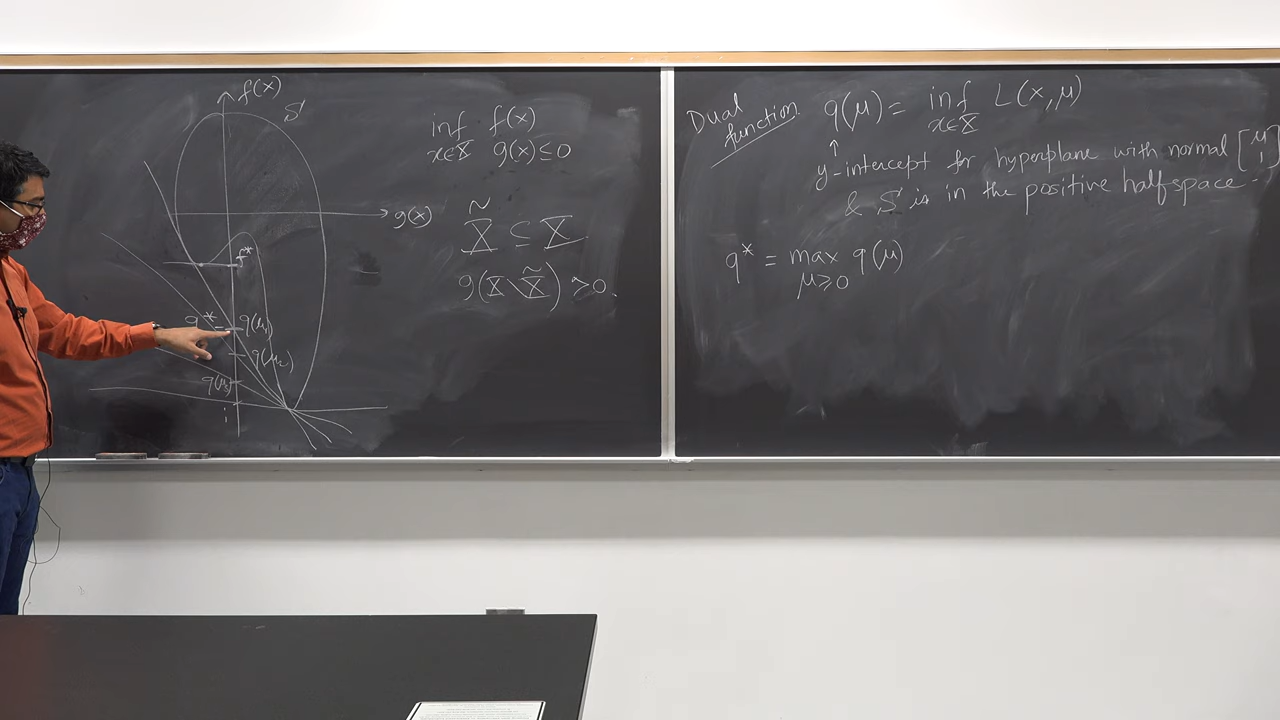 f(x)
S
g(x)
f*
q*
q(μ₁)
q(μ₂)
q(μ₃)
inf f(x)
x∈X g(x)≤0
X̃ ⊆ X
g(X\X̃) >0.
Dual function q(μ) = inf L(x,μ)
x∈X
↑
y-intercept for hyperplane with normal [μ 1]
& S is in the positive halfspace.
q* = max q(μ)
μ≥0